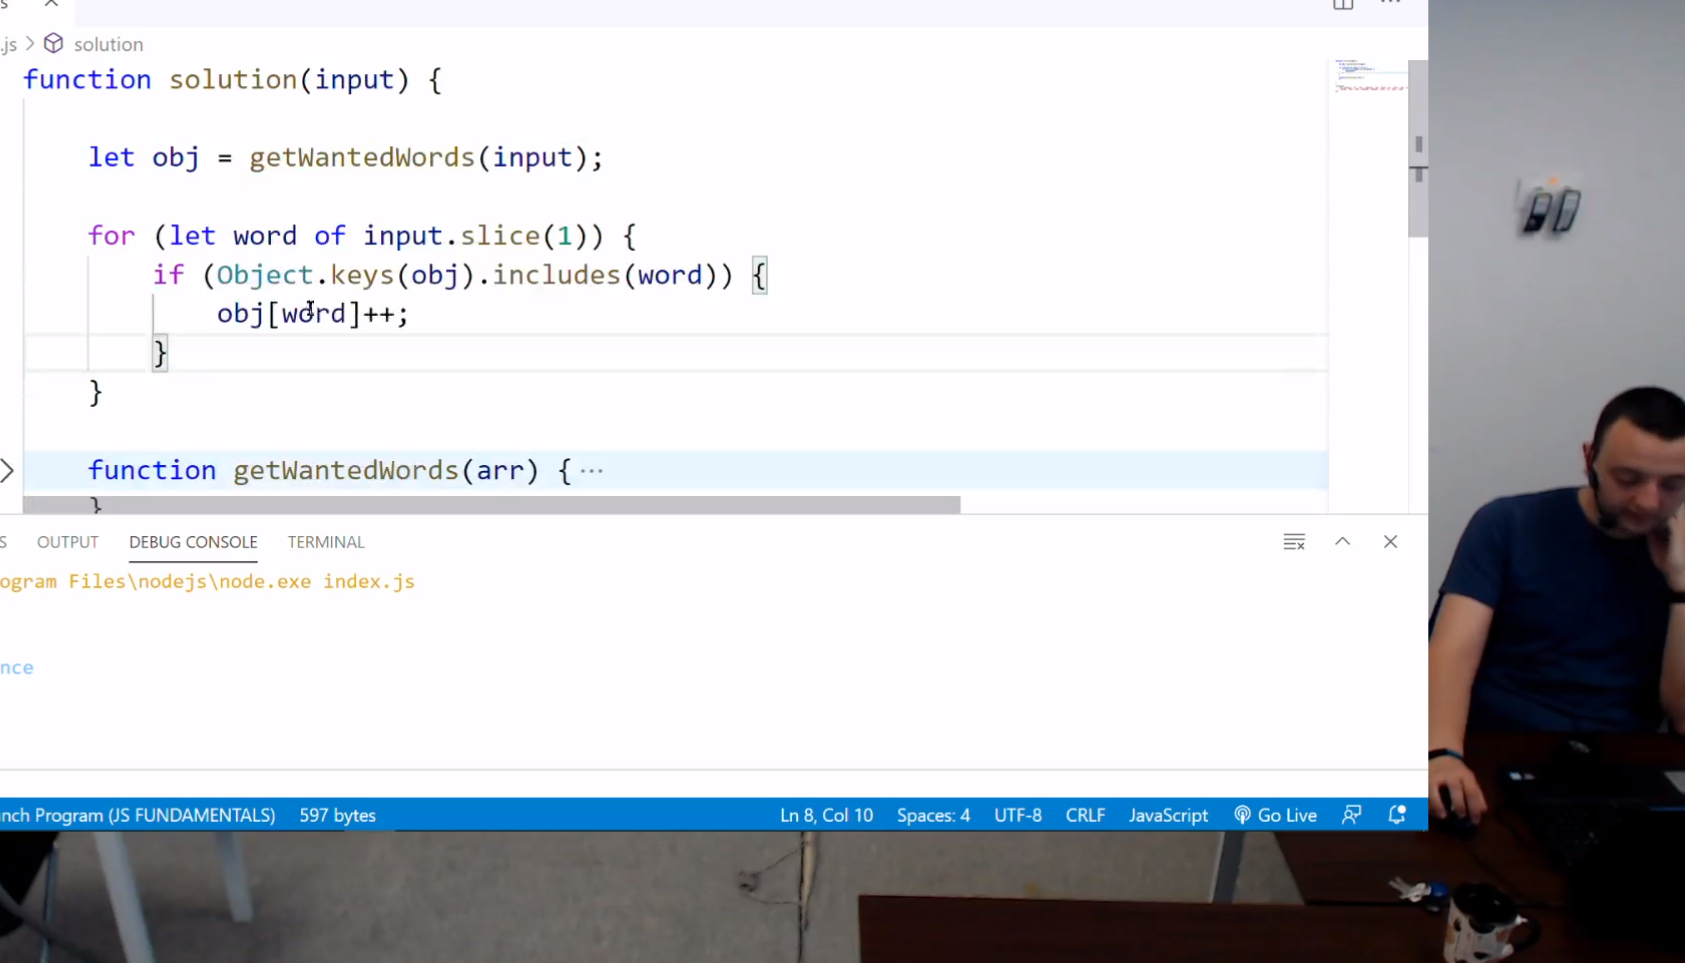 s
.js > solution
function solution(input) {
let obj = getWantedWords(input);
for (let word of input.slice(1)) {
if (Object.keys(obj).includes(word)) {
obj[word]++;
}
}
function getWantedWords(arr) { ···
}
S OUTPUT DEBUG CONSOLE TERMINAL
ogram Files\nodejs\node.exe index.js
nce
nch Program (JS FUNDAMENTALS) 597 bytes Ln 8, Col 10 Spaces: 4 UTF-8 CRLF JavaScript Go Live